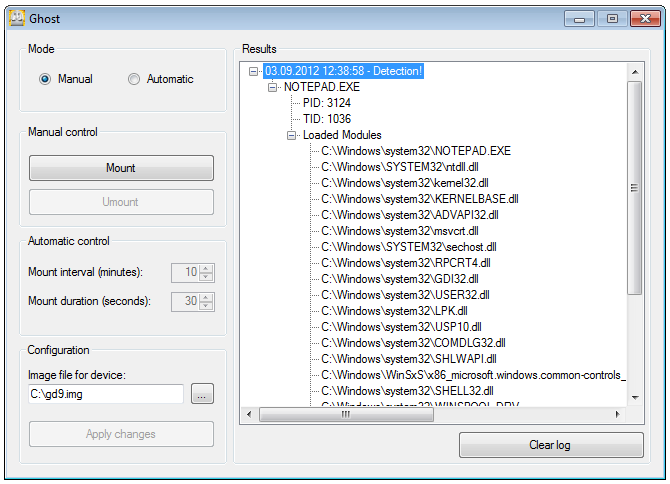 Ghost
Mode
Manual
Automatic
Manual control
Mount
Umount
Automatic control
Mount interval (minutes):
10
Mount duration (seconds):
30
Configuration
Image file for device:
C:\gd9.img
...
Apply changes
Results
03.09.2012 12:38:58 - Detection!
NOTEPAD.EXE
PID: 3124
TID: 1036
Loaded Modules
C:\Windows\system32\NOTEPAD.EXE
C:\Windows\SYSTEM32\ntdll.dll
C:\Windows\system32\kernel32.dll
C:\Windows\system32\KERNELBASE.dll
C:\Windows\system32\ADVAPI32.dll
C:\Windows\system32\msvcrt.dll
C:\Windows\SYSTEM32\sechost.dll
C:\Windows\system32\RPCRT4.dll
C:\Windows\system32\GDI32.dll
C:\Windows\system32\USER32.dll
C:\Windows\system32\LPK.dll
C:\Windows\system32\USP10.dll
C:\Windows\system32\COMDLG32.dll
C:\Windows\system32\SHLWAPI.dll
C:\Windows\WinSxS\x86_microsoft.windows.common-controls_
C:\Windows\system32\SHELL32.dll
C:\Windows\system32\WINSPOOL.DRV
Clear log